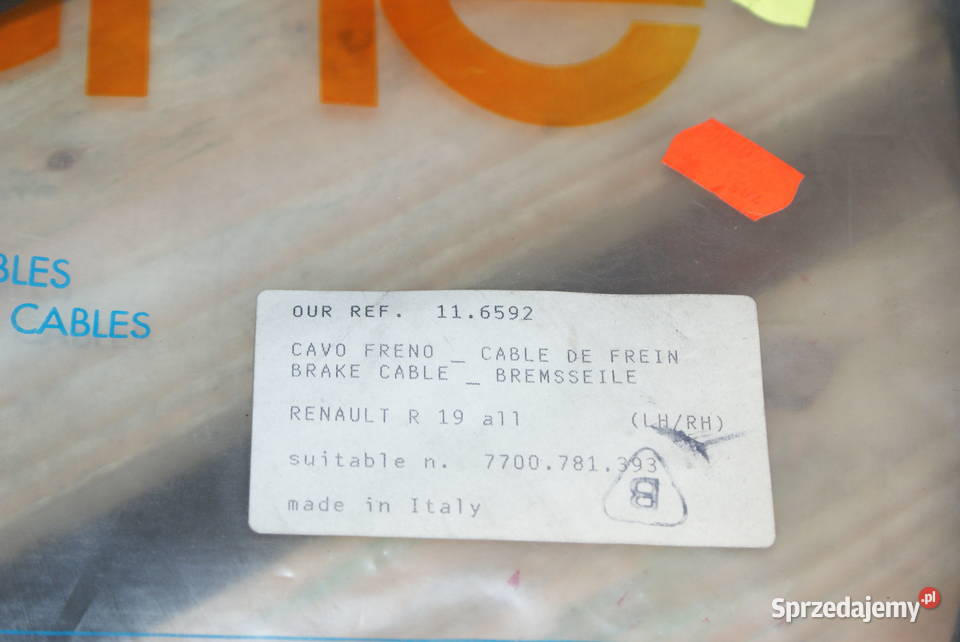 BLES
CABLES
OUR REF. 11.6592
CAVO FRENO _ CABLE DE FREIN
BRAKE CABLE _ BREMSSEILE
RENAULT R 19 all (LH/RH)
suitable n. 7700.781.393
B
made in Italy
Sprzedajemy.pl